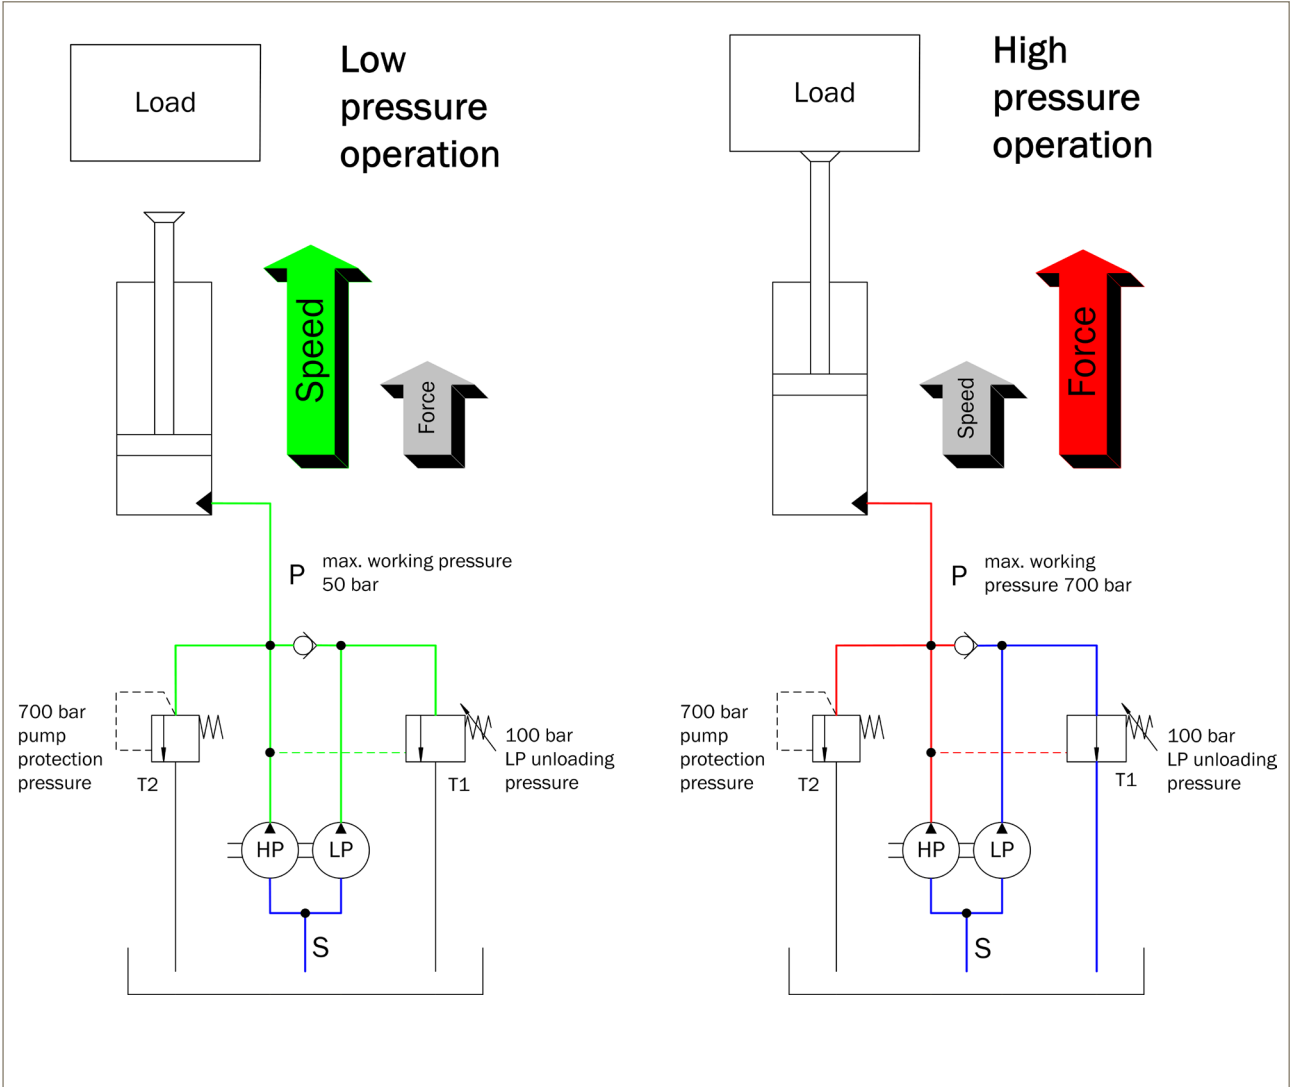 Low
pressure
operation
Load
Speed
Force
P
max. working pressure
50 bar
700 bar
pump
protection
pressure
T2
T1
100 bar
LP unloading
pressure
HP
LP
S
High
pressure
operation
Load
Speed
Force
P
max. working
pressure 700 bar
700 bar
pump
protection
pressure
T2
T1
100 bar
LP unloading
pressure
HP
LP
S